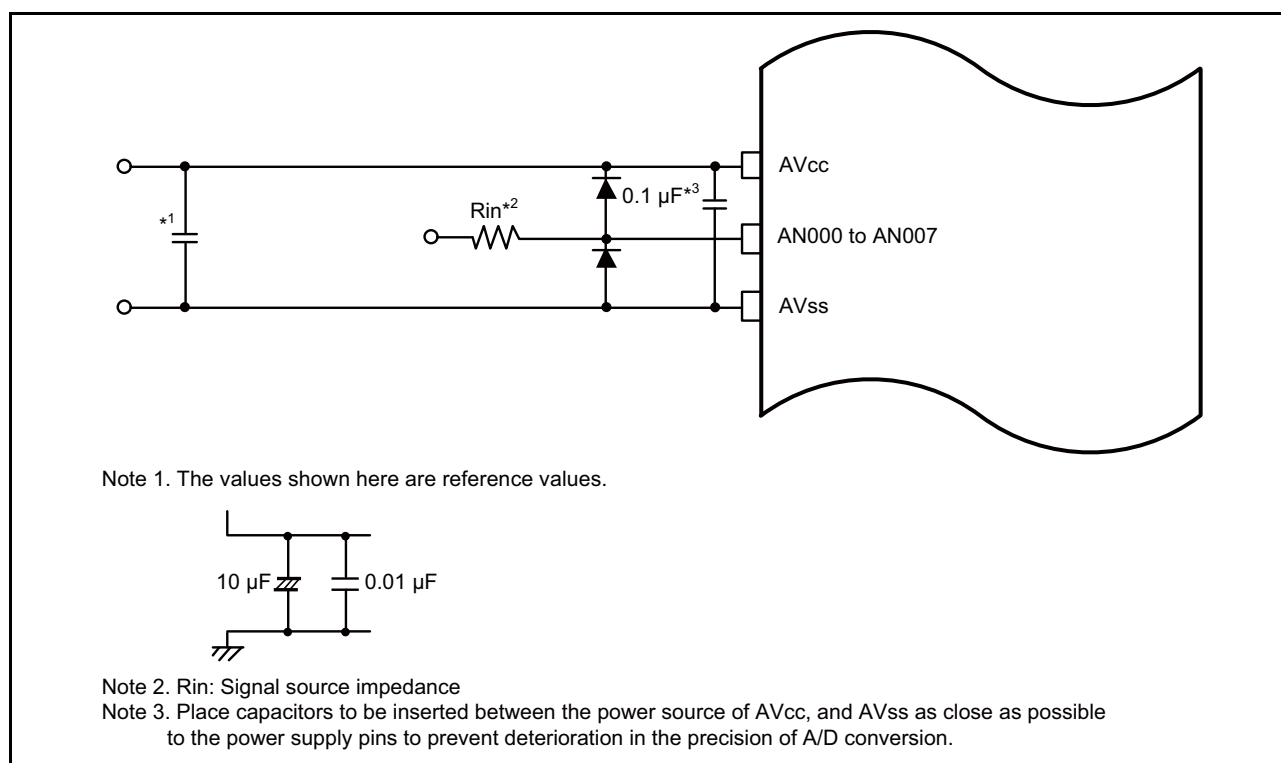 AVcc
*1
Rin*2
0.1 µF*3
AN000 to AN007
AVss
Note 1. The values shown here are reference values.
10 µF
0.01 µF
Note 2. Rin: Signal source impedance
Note 3. Place capacitors to be inserted between the power source of AVcc, and AVss as close as possible
to the power supply pins to prevent deterioration in the precision of A/D conversion.